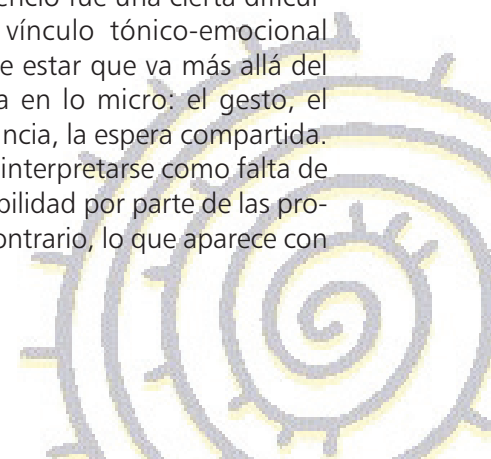 fue una cierta dificul-
vínculo tónico-emocional
e estar que va más allá del
a en lo micro: el gesto, el
ncia, la espera compartida.
interpretarse como falta de
bilidad por parte de las pro-
ontrario, lo que aparece con